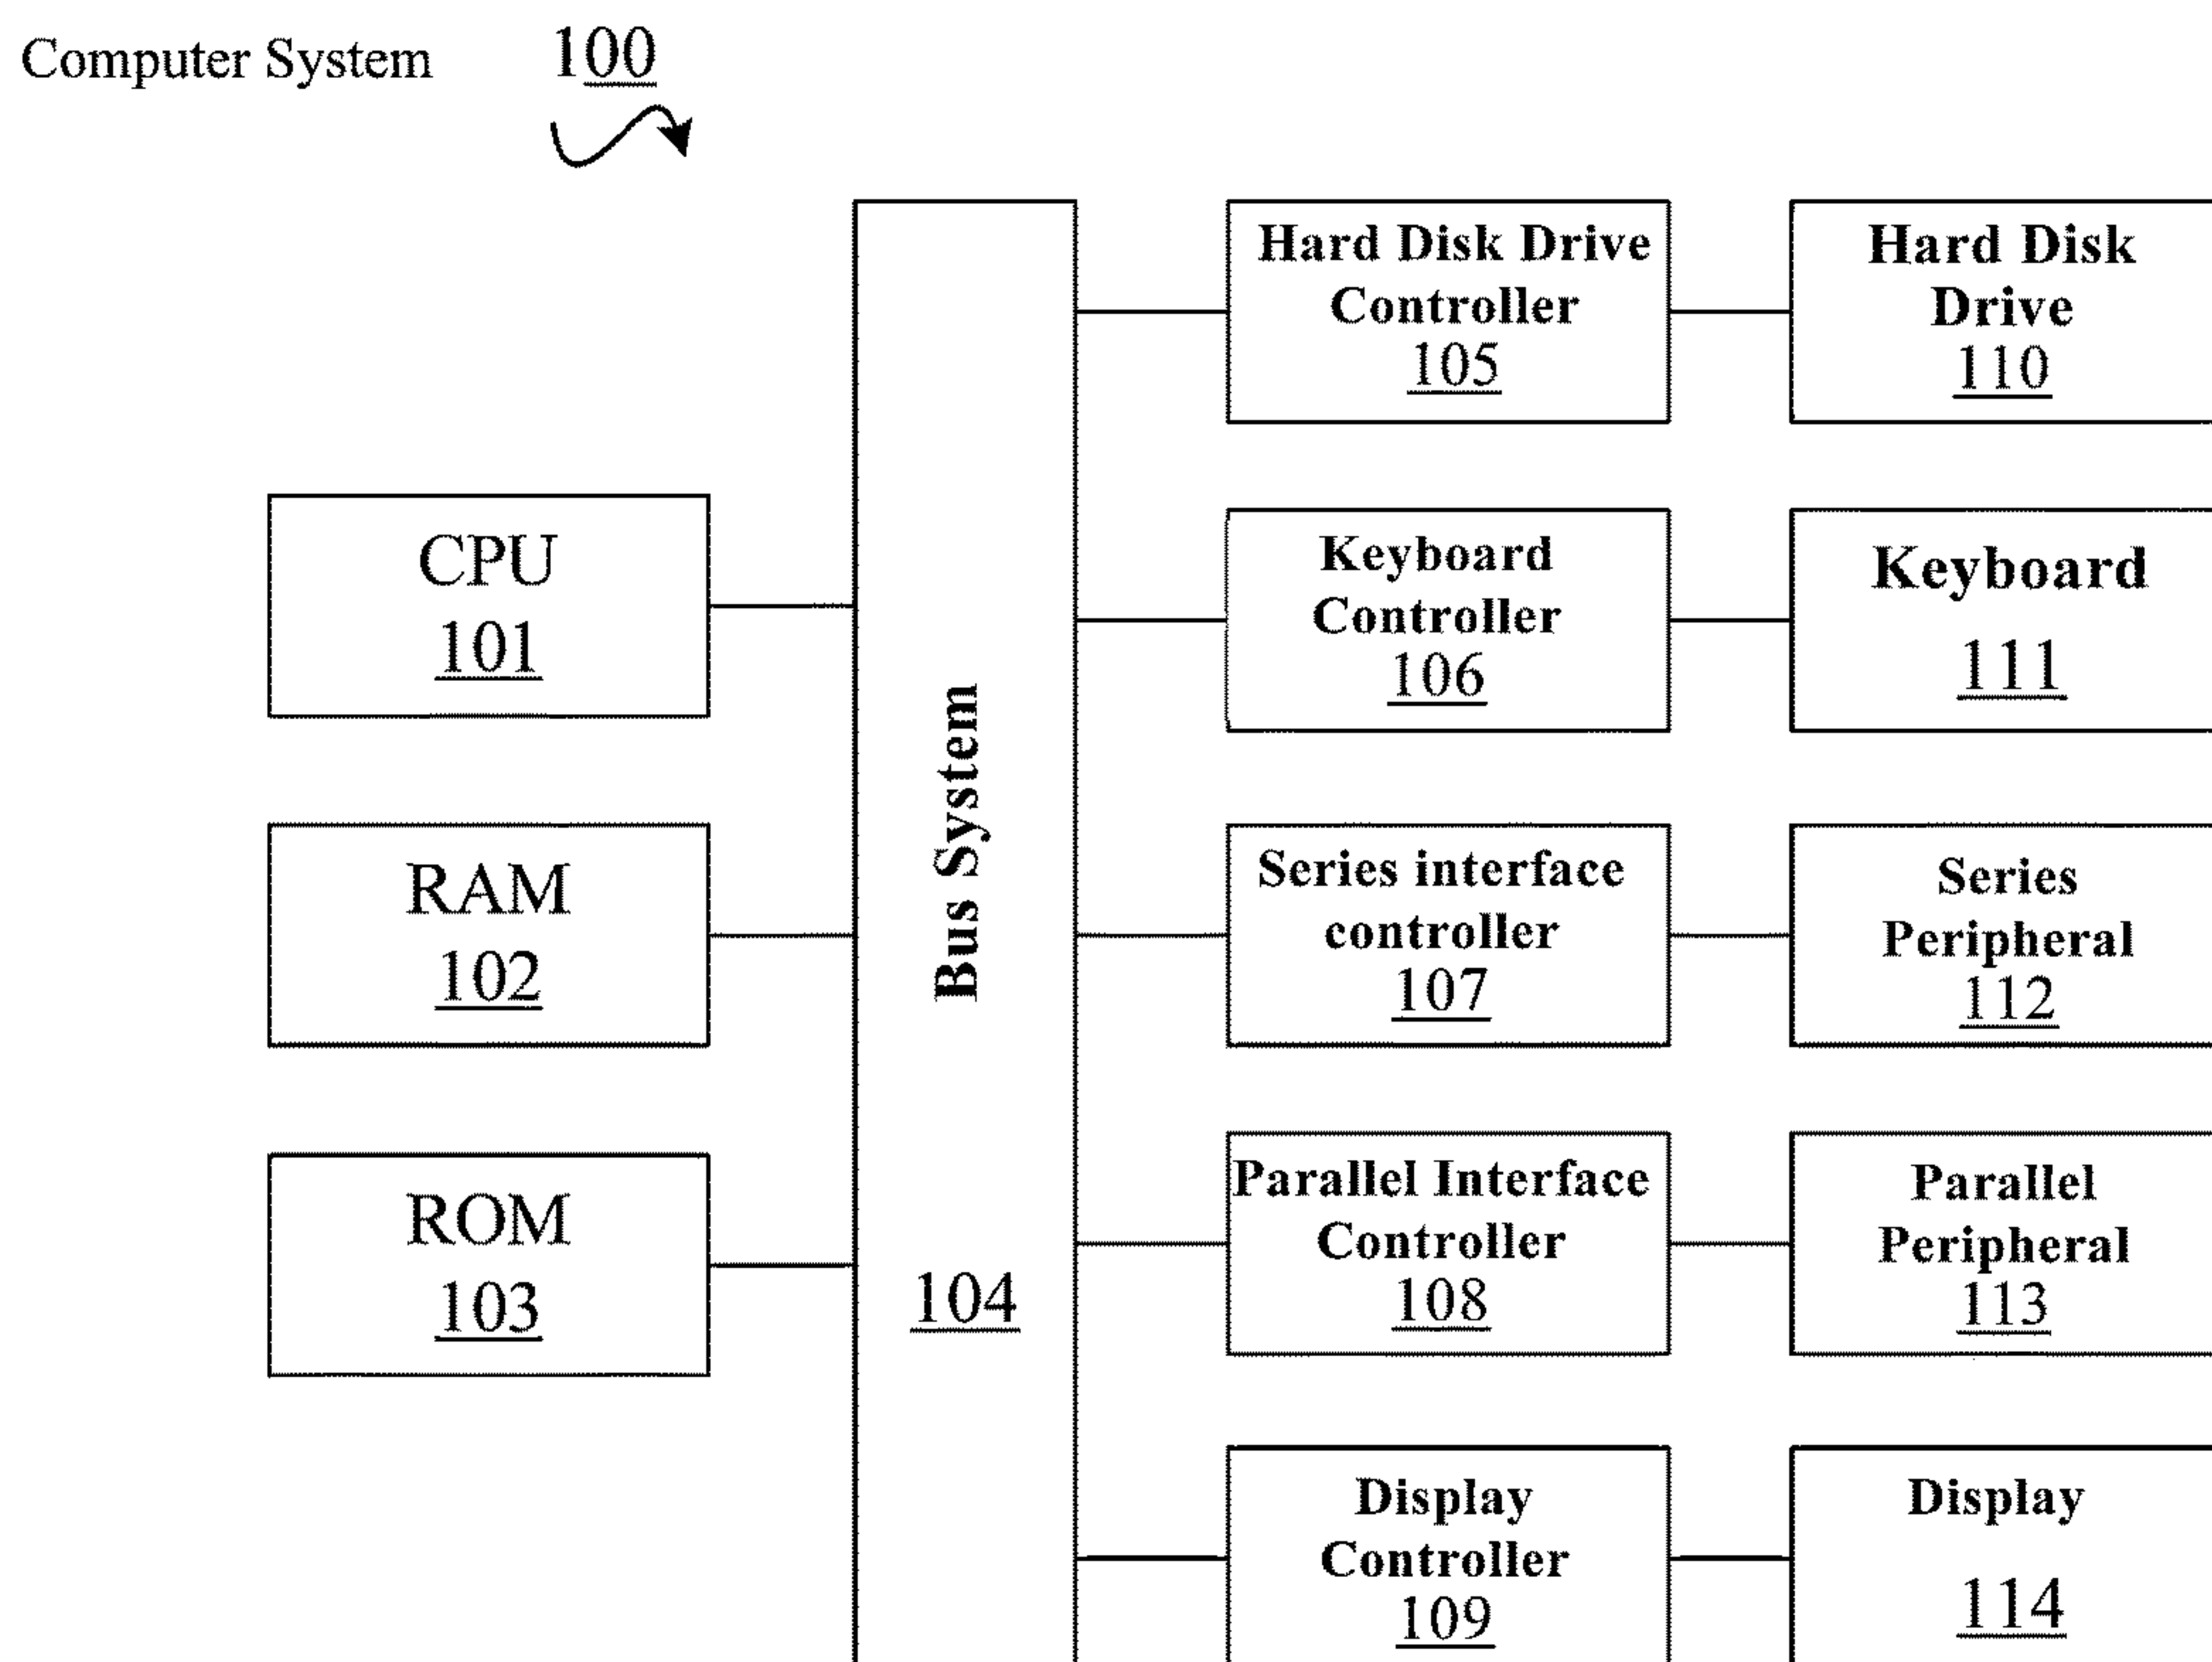 Computer System 100
Hard Disk Drive
Controller
105
Hard Disk
Drive
110
CPU
101
Keyboard
Controller
106
Keyboard
111
Bus System
104
RAM
102
Series interface
controller
107
Series
Peripheral
112
ROM
103
Parallel Interface
Controller
108
Parallel
Peripheral
113
Display
Controller
109
Display
114